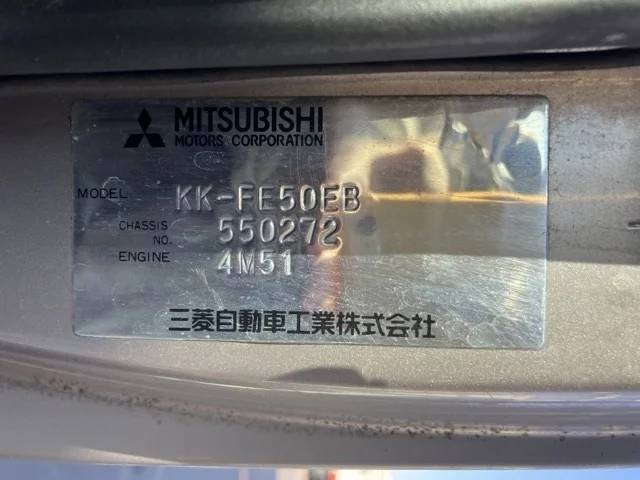 MITSUBISHI
MOTORS CORPORATION
MODEL KK-FE50EB
CHASSIS NO. 550272
ENGINE 4M51
三菱自動車工業株式会社